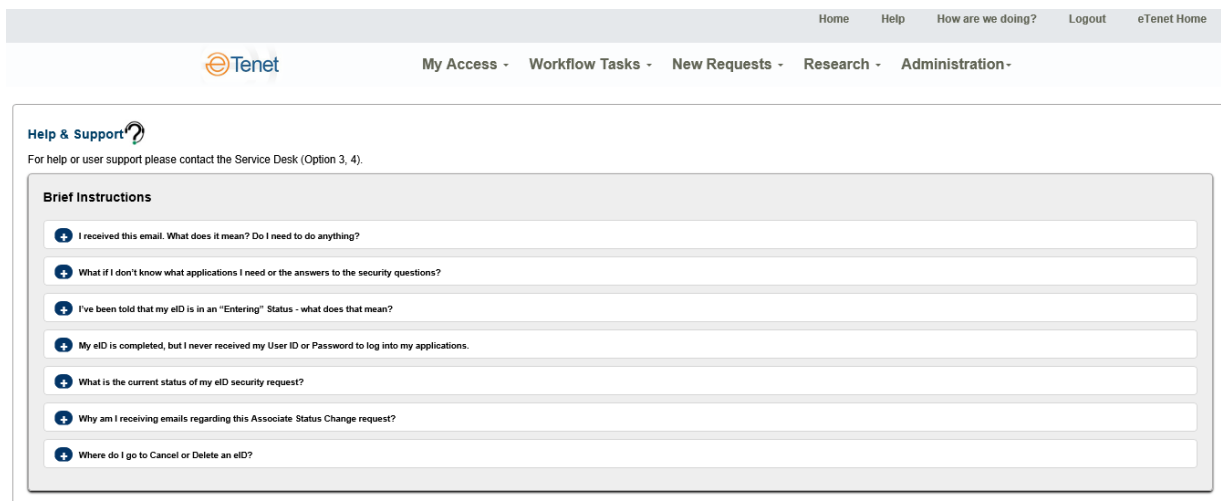 Home Help How are we doing? Logout eTenet Home
eTenet My Access Workflow Tasks New Requests Research Administration
Help & Support
For help or user support please contact the Service Desk (Option 3, 4).
Brief Instructions
I received this email. What does it mean? Do I need to do anything?
What if I don't know what applications I need or the answers to the security questions?
I've been told that my eID is in an “Entering” Status - what does that mean?
My eID is completed, but I never received my User ID or Password to log into my applications.
What is the current status of my eID security request?
Why am I receiving emails regarding this Associate Status Change request?
Where do I go to Cancel or Delete an eID?